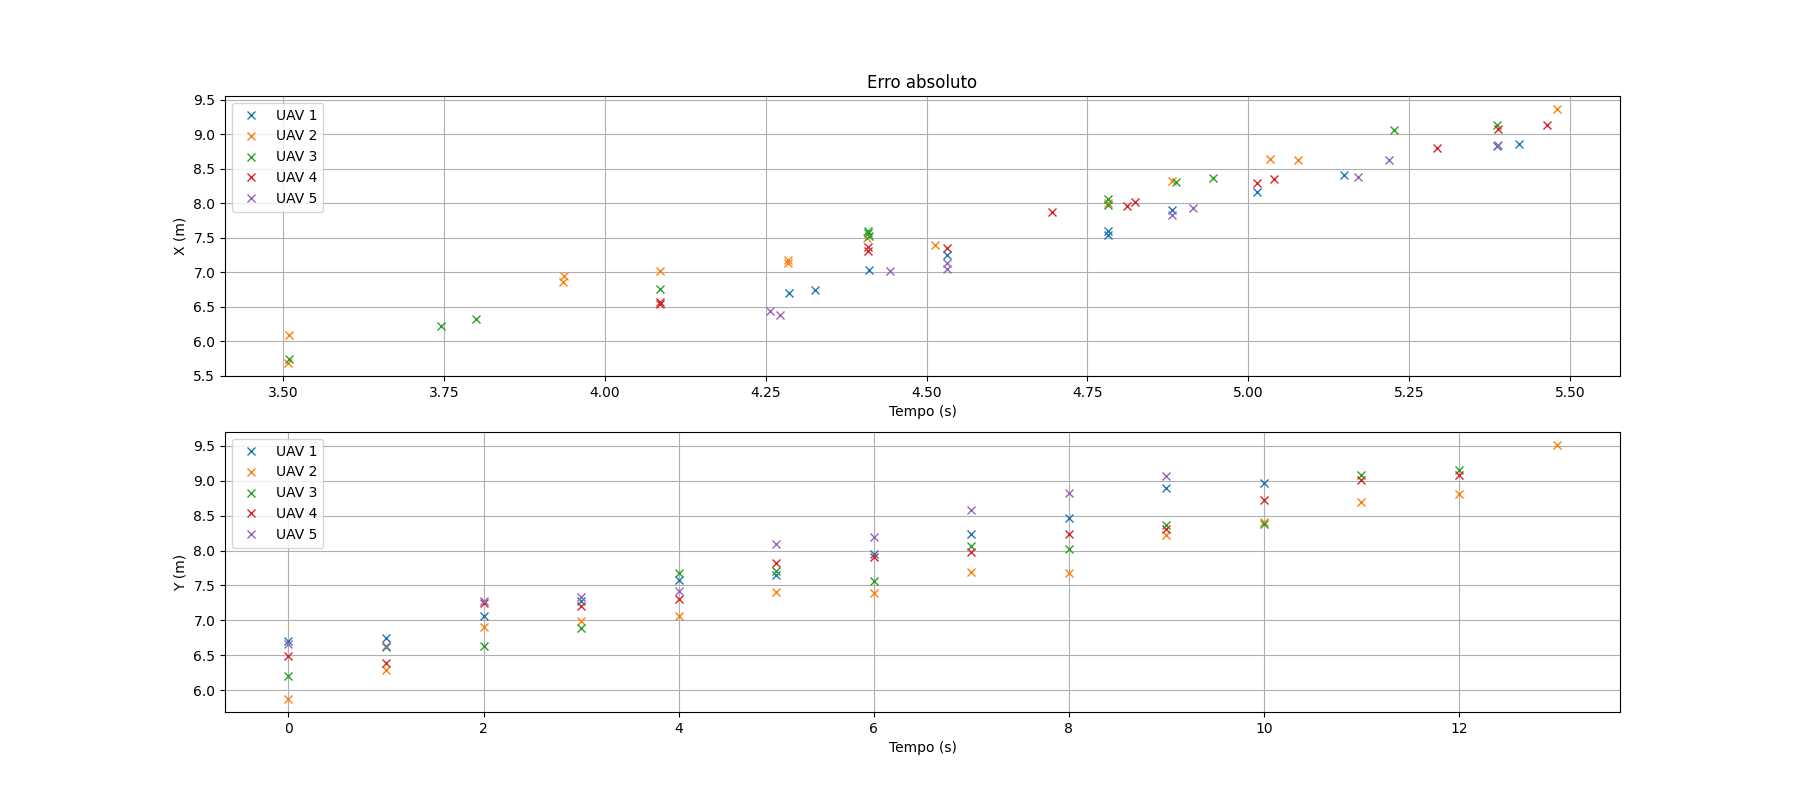 Erro absoluto
X (m)
9.5
9.0
8.5
8.0
7.5
7.0
6.5
6.0
5.5
UAV 1
UAV 2
UAV 3
UAV 4
UAV 5
3.50 3.75 4.00 4.25 4.50 4.75 5.00 5.25 5.50
Tempo (s)
Y (m)
9.5
9.0
8.5
8.0
7.5
7.0
6.5
6.0
UAV 1
UAV 2
UAV 3
UAV 4
UAV 5
0 2 4 6 8 10 12
Tempo (s)